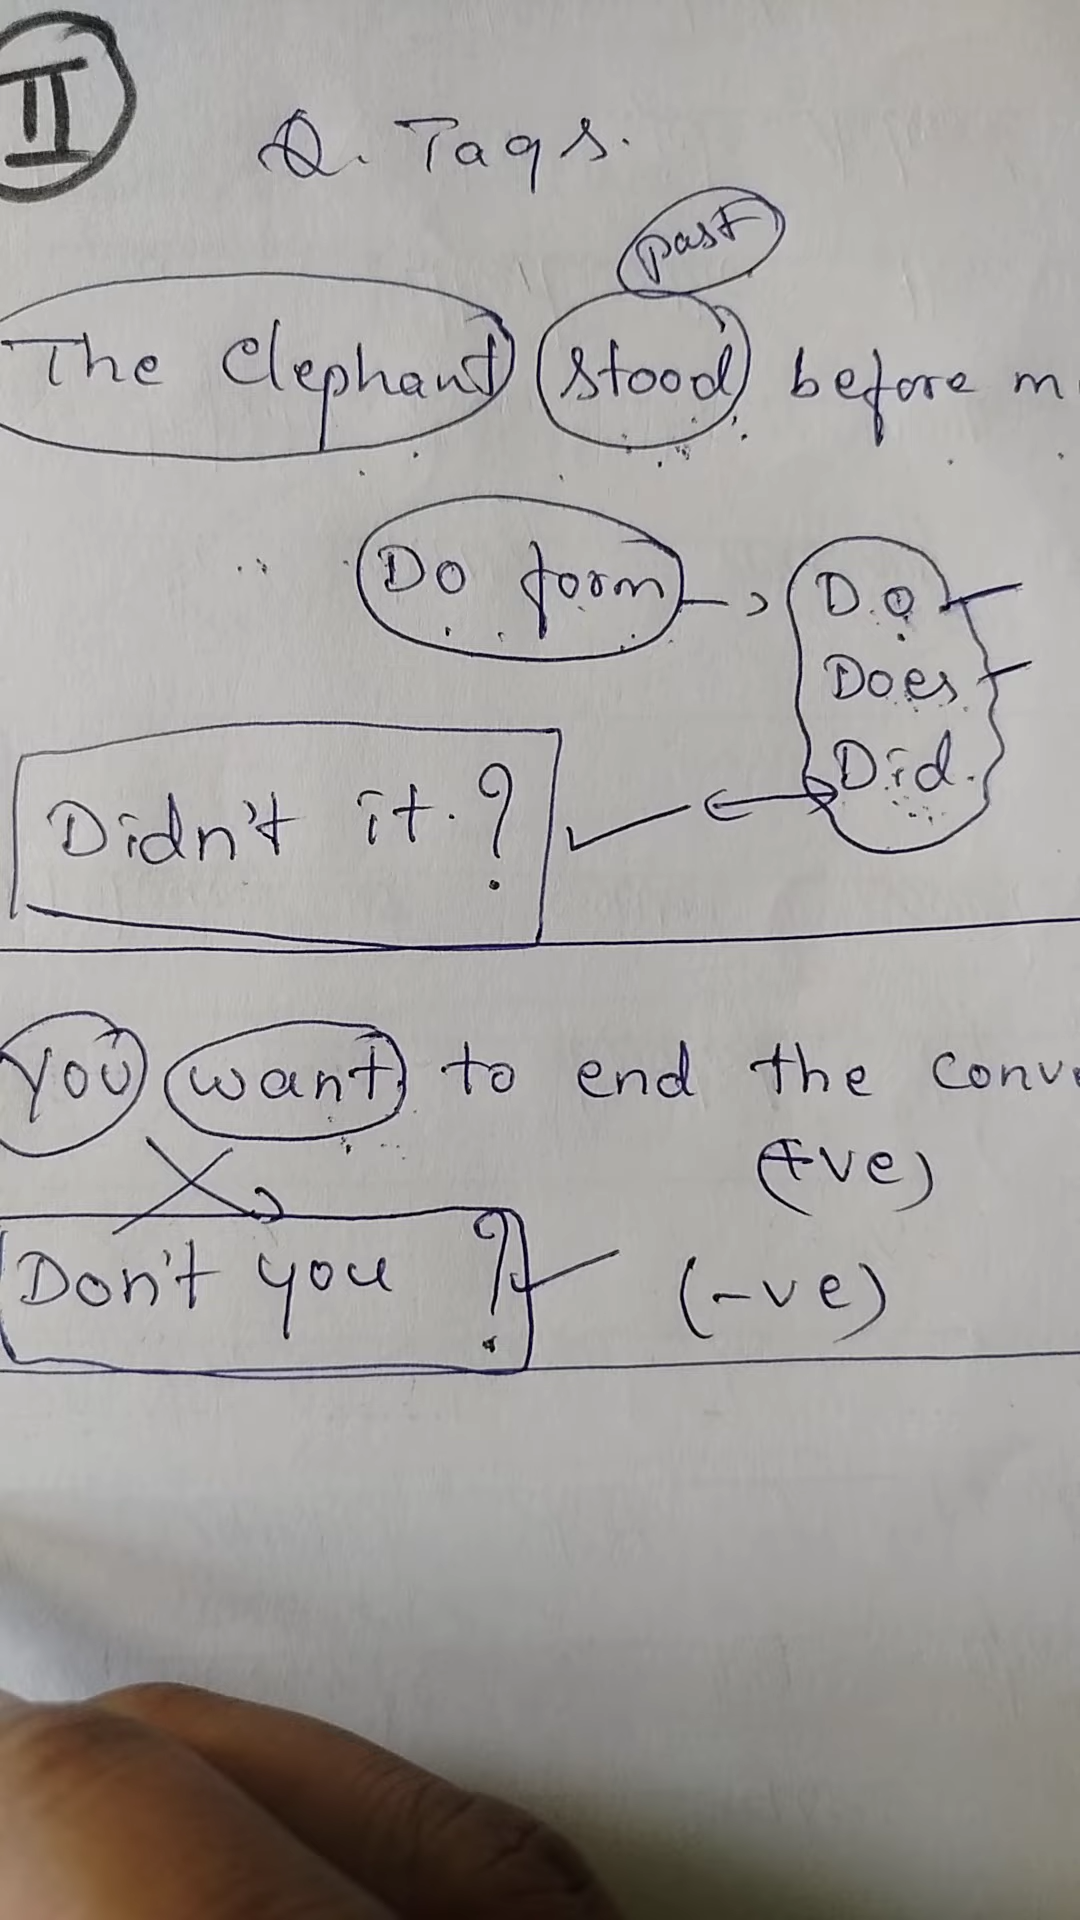 II
Q. Tags.
past
The Elephant stood before m
Do form -> Do
Does
Did.
Didn't it.?
You want to end the conve
(+ve)
Don't you ?
(-ve)